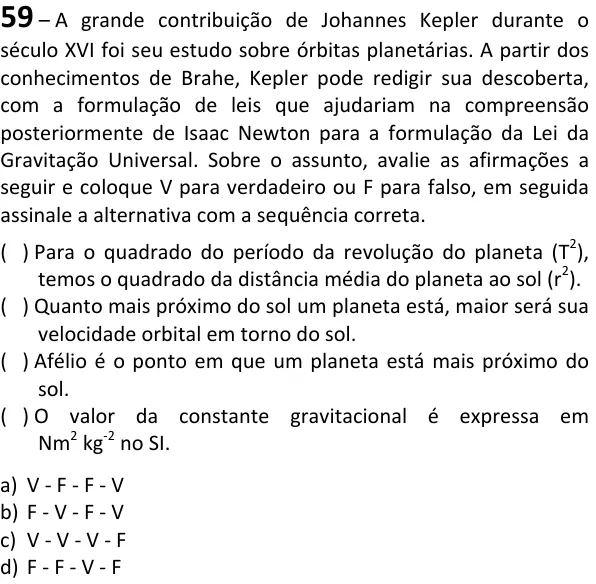 59 – A grande contribuição de Johannes Kepler durante o
século XVI foi seu estudo sobre órbitas planetárias. A partir dos
conhecimentos de Brahe, Kepler pode redigir sua descoberta,
com a formulação de leis que ajudariam na compreensão
posteriormente de Isaac Newton para a formulação da Lei da
Gravitação Universal. Sobre o assunto, avalie as afirmações a
seguir e coloque V para verdadeiro ou F para falso, em seguida
assinale a alternativa com a sequência correta.
( ) Para o quadrado do período da revolução do planeta (T²),
temos o quadrado da distância média do planeta ao sol (r²).
( ) Quanto mais próximo do sol um planeta está, maior será sua
velocidade orbital em torno do sol.
( ) Afélio é o ponto em que um planeta está mais próximo do
sol.
( ) O valor da constante gravitacional é expressa em
Nm² kg⁻² no SI.
a) V - F - F - V
b) F - V - F - V
c) V - V - V - F
d) F - F - V - F